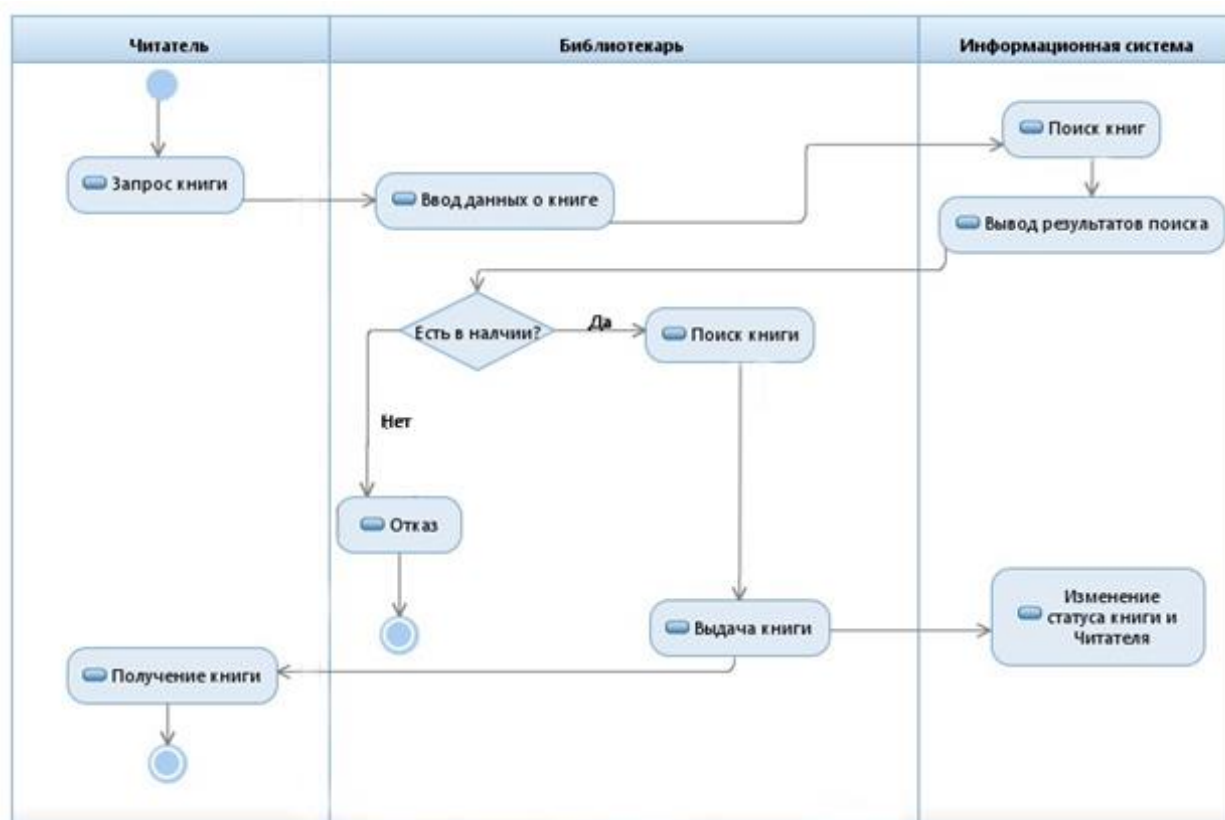 Читатель
Библиотекарь
Информационная система
Поиск книг
Запрос книги
Ввод данных о книге
Вывод результатов поиска
Есть в налчии?
Да
Поиск книги
Нет
Отказ
Выдача книги
Изменение
статуса книги и
Читателя
Получение книги